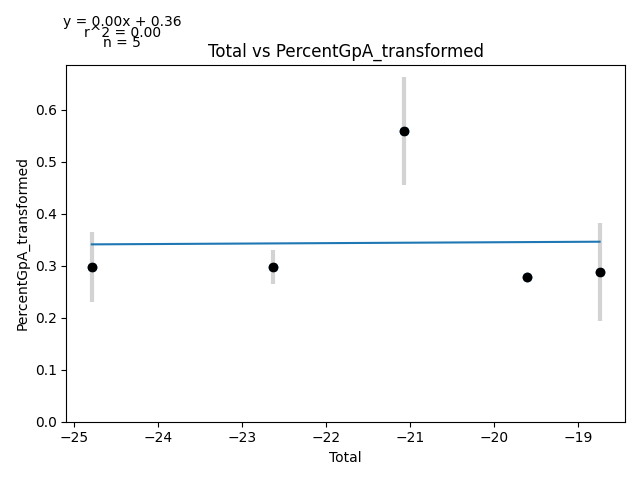 y = 0.00x + 0.36
r^2 = 0.00
n = 5
Total vs PercentGpA_transformed
PercentGpA_transformed
0.6
0.5
0.4
0.3
0.2
0.1
0.0
−25 −24 −23 −22 −21 −20 −19
Total